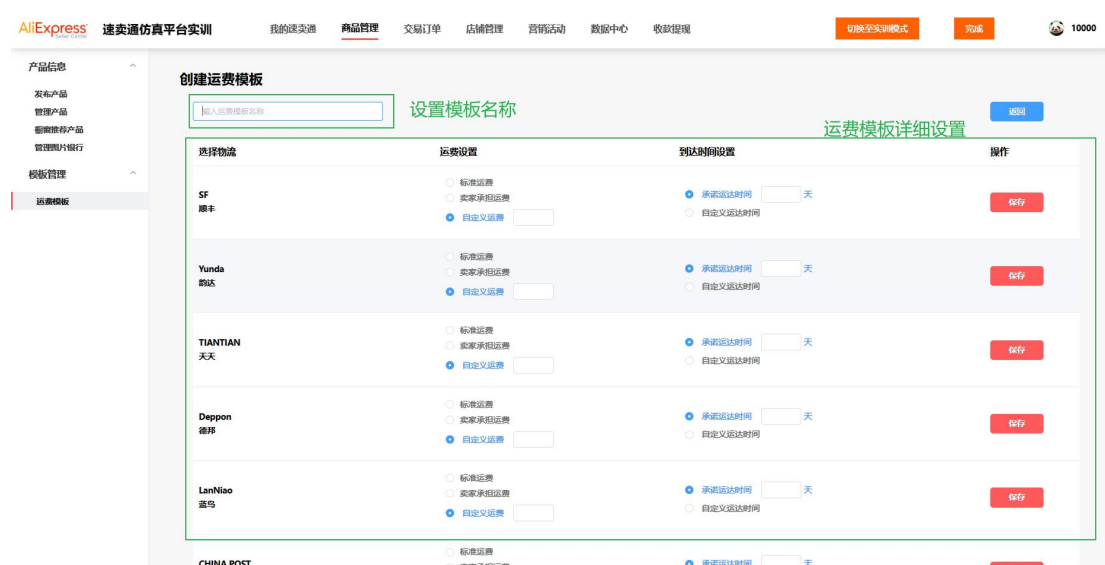 AliExpress 速卖通仿真平台实训 我的速卖通 商品管理 交易订单 店铺管理 营销活动 数据中心 收款提现 切换至实训模式 完成 10000
Seller Center
产品信息
发布产品
管理产品
橱窗推荐产品
管理图片银行
模板管理
运费模板
创建运费模板
输入运费模板名称 设置模板名称 返回
运费模板详细设置
选择物流 运费设置 到达时间设置 操作
标准运费
SF 卖家承担运费 承诺运达时间 天 保存
顺丰 自定义运费 自定义运达时间
标准运费
Yunda 卖家承担运费 承诺运达时间 天 保存
韵达 自定义运费 自定义运达时间
标准运费
TIANTIAN 卖家承担运费 承诺运达时间 天 保存
天天 自定义运费 自定义运达时间
标准运费
Deppon 卖家承担运费 承诺运达时间 天 保存
德邦 自定义运费 自定义运达时间
标准运费
LanNiao 卖家承担运费 承诺运达时间 天 保存
蓝鸟 自定义运费 自定义运达时间
标准运费
CHINA POST 承诺运达时间 天